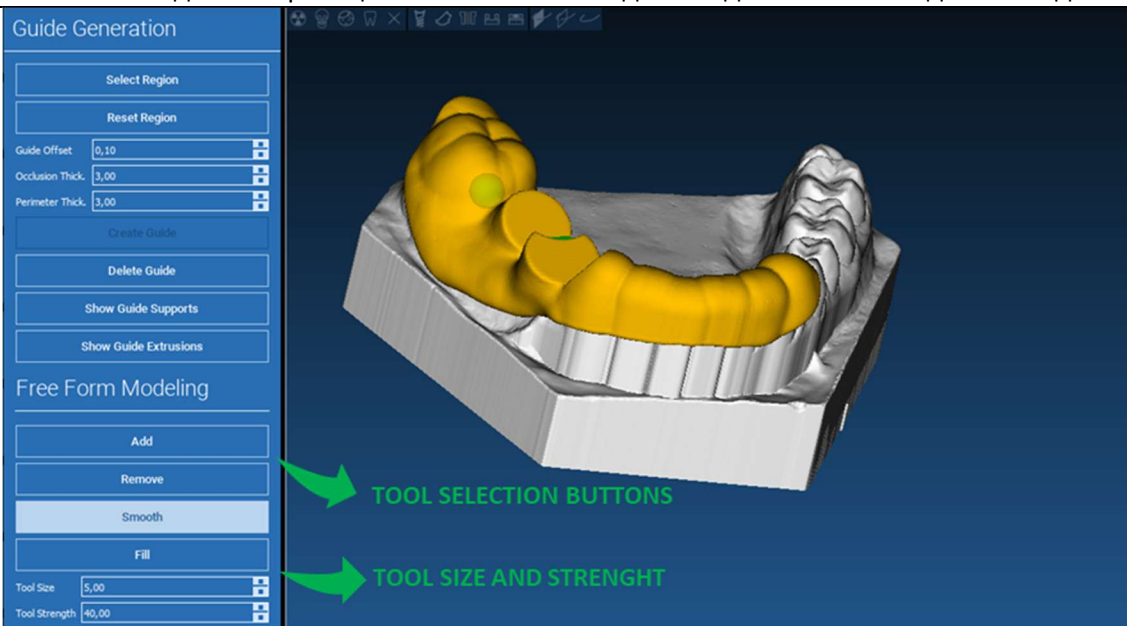 Guide Generation
Select Region
Reset Region
Guide Offset 0,10
Occlusion Thick. 3,00
Perimeter Thick. 3,00
Create Guide
Delete Guide
Show Guide Supports
Show Guide Extrusions
Free Form Modeling
Add
Remove
TOOL SELECTION BUTTONS
Smooth
Fill
TOOL SIZE AND STRENGHT
Tool Size 5,00
Tool Strength 40,00